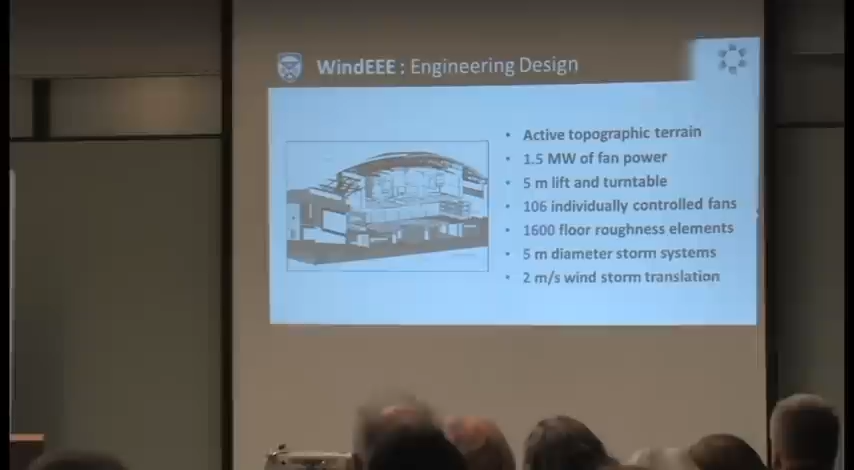 WindEEE : Engineering Design
• Active topographic terrain
• 1.5 MW of fan power
• 5 m lift and turntable
• 106 individually controlled fans
• 1600 floor roughness elements
• 5 m diameter storm systems
• 2 m/s wind storm translation